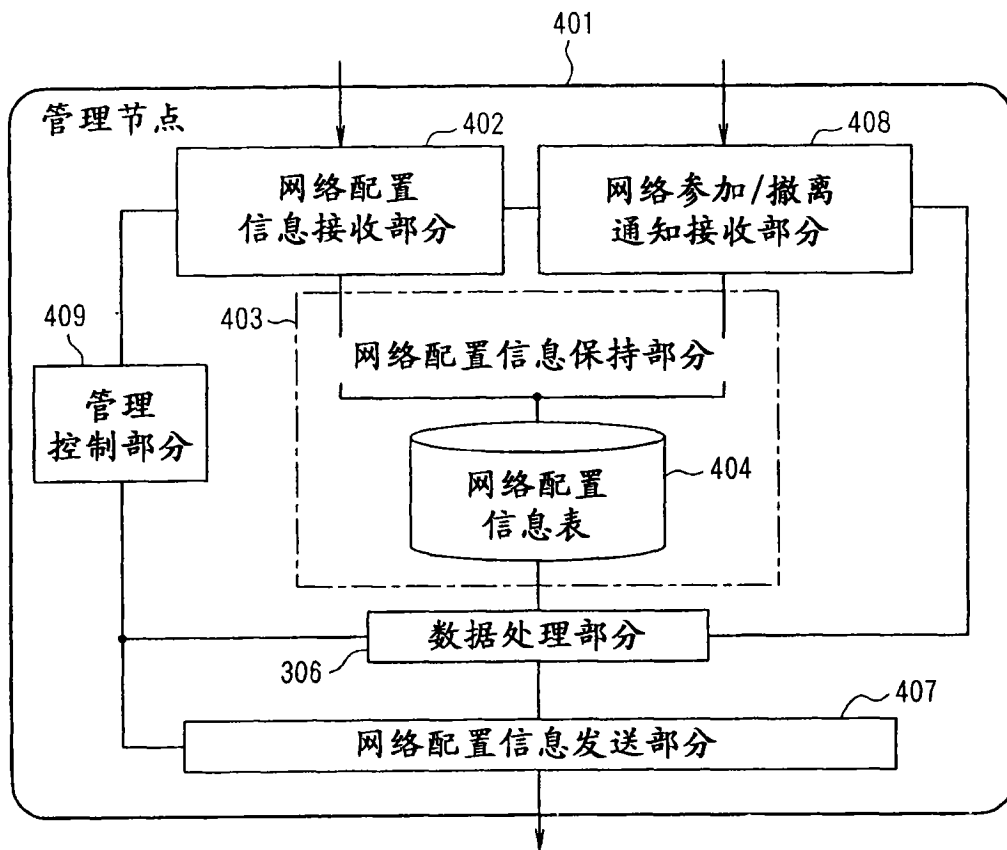 401
管理节点
402
408
网络配置
信息接收部分
网络参加/撤离
通知接收部分
409
403
网络配置信息保持部分
管理
控制部分
404
网络配置
信息表
数据处理部分
306
407
网络配置信息发送部分